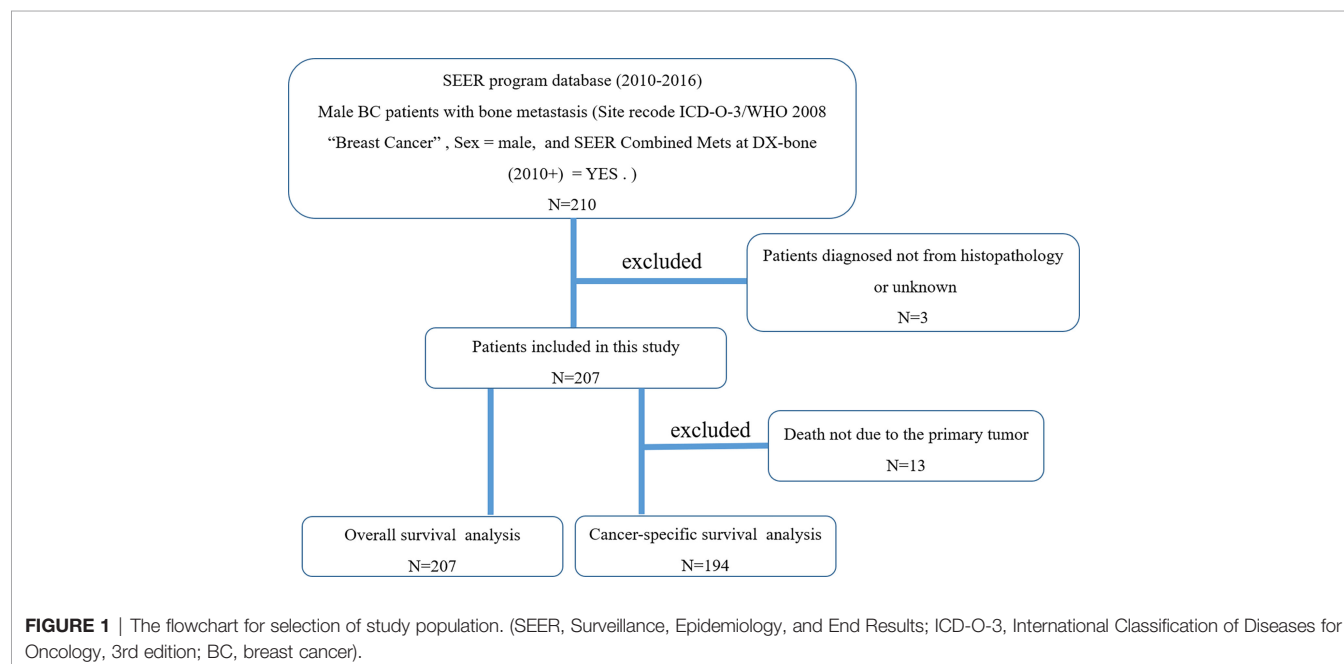 SEER program database (2010-2016)
Male BC patients with bone metastasis (Site recode ICD-O-3/WHO 2008
“Breast Cancer” , Sex = male, and SEER Combined Mets at DX-bone
(2010+) = YES . )
N=210
excluded
Patients diagnosed not from histopathology
or unknown
N=3
Patients included in this study
N=207
excluded
Death not due to the primary tumor
N=13
Overall survival analysis
N=207
Cancer-specific survival analysis
N=194
FIGURE 1 | The flowchart for selection of study population. (SEER, Surveillance, Epidemiology, and End Results; ICD-O-3, International Classification of Diseases for
Oncology, 3rd edition; BC, breast cancer).